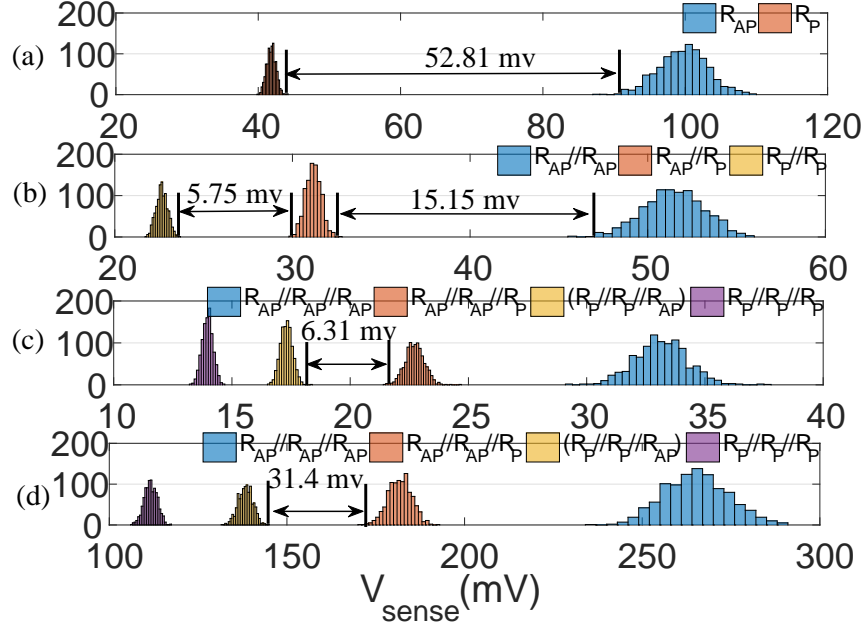 R_AP R_P
200
100
0
(a)
52.81 mv
20 40 60 80 100 120
R_AP//R_AP R_AP//R_P R_P//R_P
200
100
0
(b)
5.75 mv
15.15 mv
20 30 40 50 60
R_AP//R_AP//R_AP R_AP//R_AP//R_P (R_P//R_P//R_AP) R_P//R_P//R_P
200
100
0
(c)
6.31 mv
10 15 20 25 30 35 40
R_AP//R_AP//R_AP R_AP//R_AP//R_P (R_P//R_P//R_AP) R_P//R_P//R_P
200
100
0
(d)
31.4 mv
100 150 200 250 300
V_sense(mV)